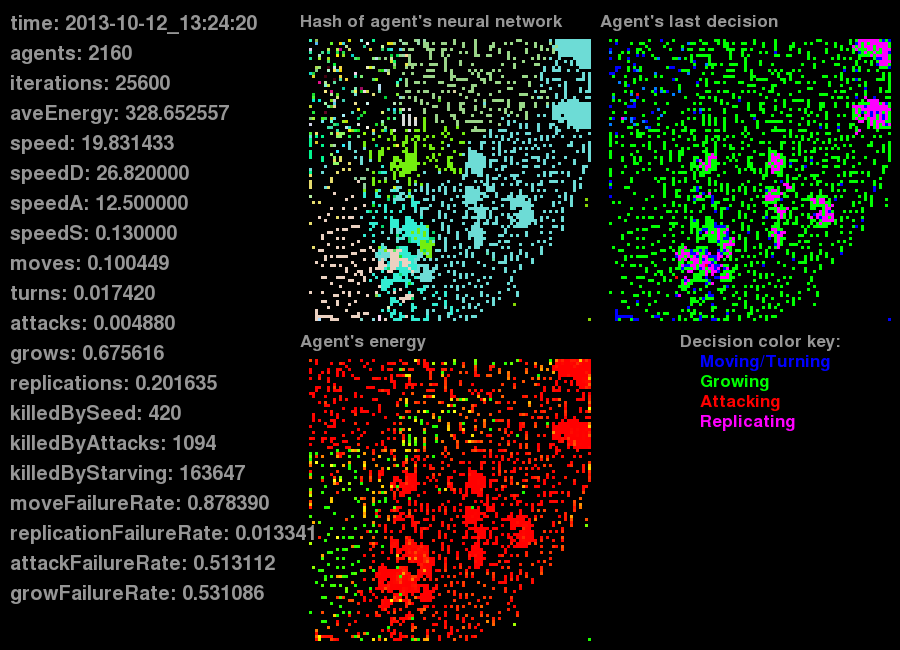 time: 2013-10-12_13:24:20
agents: 2160
iterations: 25600
aveEnergy: 328.652557
speed: 19.831433
speedD: 26.820000
speedA: 12.500000
speedS: 0.130000
moves: 0.100449
turns: 0.017420
attacks: 0.004880
grows: 0.675616
replications: 0.201635
killedBySeed: 420
killedByAttacks: 1094
killedByStarving: 163647
moveFailureRate: 0.878390
replicationFailureRate: 0.013341
attackFailureRate: 0.513112
growFailureRate: 0.531086
Hash of agent's neural network
Agent's last decision
Agent's energy
Decision color key:
Moving/Turning
Growing
Attacking
Replicating